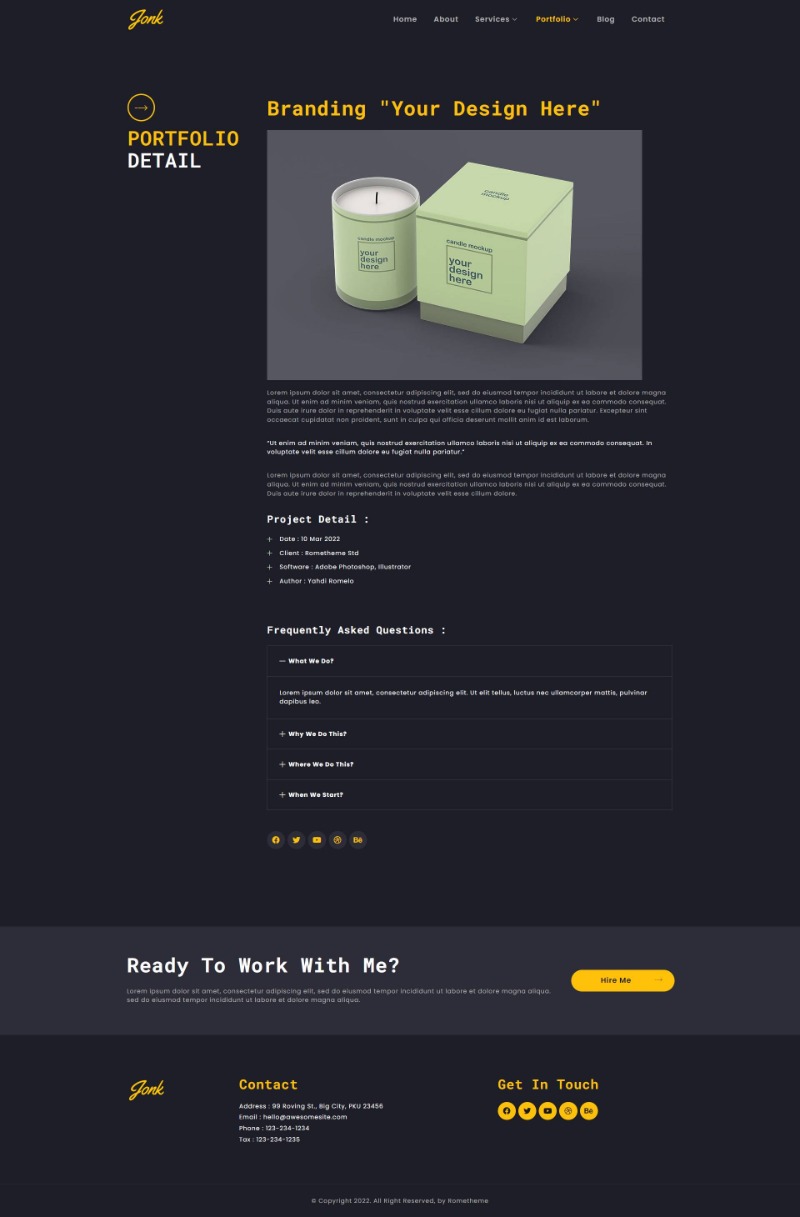 Jonk
Home About Services Portfolio Blog Contact
PORTFOLIO
DETAIL
Branding "Your Design Here"
candle
mockup
candle mockup
your
design
here
candle mockup
your
design
here
Lorem ipsum dolor sit amet, consectetur adipiscing elit, sed do eiusmod tempor incididunt ut labore et dolore magna
aliqua. Ut enim ad minim veniam, quis nostrud exercitation ullamco laboris nisi ut aliquip ex ea commodo consequat.
Duis aute irure dolor in reprehenderit in voluptate velit esse cillum dolore eu fugiat nulla pariatur. Excepteur sint
occaecat cupidatat non proident, sunt in culpa qui officia deserunt mollit anim id est laborum.
"Ut enim ad minim veniam, quis nostrud exercitation ullamco laboris nisi ut aliquip ex ea commodo consequat. In
voluptate velit esse cillum dolore eu fugiat nulla pariatur."
Lorem ipsum dolor sit amet, consectetur adipiscing elit, sed do eiusmod tempor incididunt ut labore et dolore magna
aliqua. Ut enim ad minim veniam, quis nostrud exercitation ullamco laboris nisi ut aliquip ex ea commodo consequat.
Duis aute irure dolor in reprehenderit in voluptate velit esse cillum dolore.
Project Detail :
Date : 10 Mar 2022
Client : Rometheme Std
Software : Adobe Photoshop, Illustrator
Author : Yahdi Romelo
Frequently Asked Questions :
What We Do?
Lorem ipsum dolor sit amet, consectetur adipiscing elit. Ut elit tellus, luctus nec ullamcorper mattis, pulvinar
dapibus leo.
Why We Do This?
Where We Do This?
When We Start?
Bē
Ready To Work With Me?
Lorem ipsum dolor sit amet, consectetur adipiscing elit, sed do eiusmod tempor incididunt ut labore et dolore magna aliqua.
sed do eiusmod tempor incididunt ut labore et dolore magna aliqua.
Hire Me
Jonk
Contact
Address : 99 Roving St., Big City, PKU 23456
Email : hello@awesomesite.com
Phone : 123-234-1234
Tax : 123-234-1235
Get In Touch
Bē
© Copyright 2022. All Right Reserved, by Rometheme